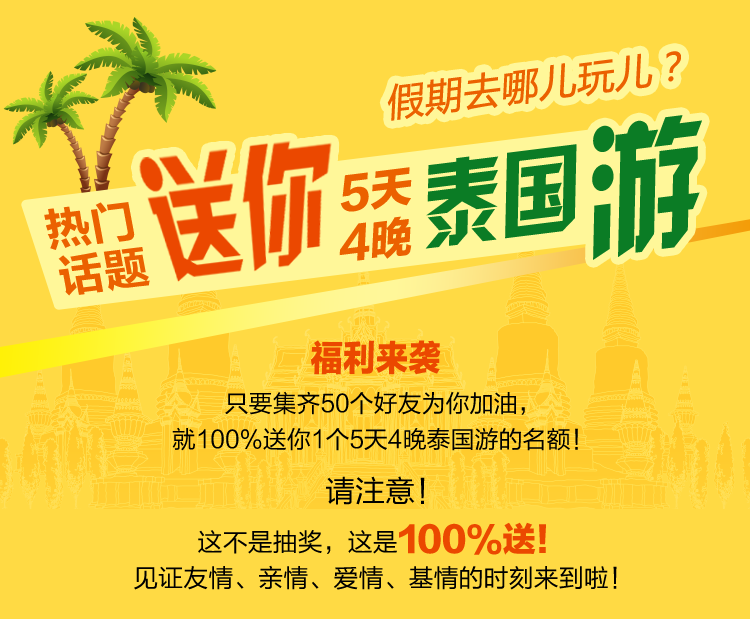 假期去哪儿玩儿？
热门话题
送你
5天4晚
泰国游
福利来袭
只要集齐50个好友为你加油，
就100%送你1个5天4晚泰国游的名额！
请注意！
这不是抽奖，这是100%送！
见证友情、亲情、爱情、基情的时刻来到啦！